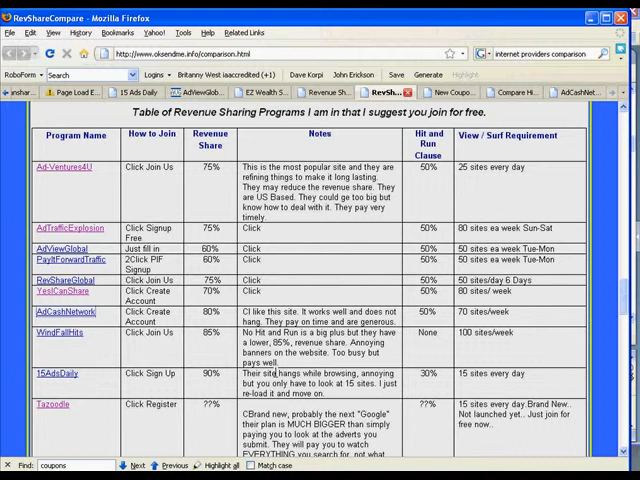 RevShareCompare - Mozilla Firefox
File Edit View History Bookmarks Yahoo! Tools Help Related Links
http://www.oksendme.info/comparison.html internet providers comparison
RoboForm Search Logins Britanny West iaaccredited (+1) Dave Korpi John Erickson Save Generate Highlight
Page Load E... 15 Ads Daily AdViewGlob... EZ Wealth S... Revenue Sh... RevSh... New Coupon... Compare Hi... AdCashNet...
Table of Revenue Sharing Programs I am in that I suggest you join for free.
Program Name How to Join Revenue Share Notes Hit and Run Clause View / Surf Requirement
Ad-Ventures4U Click Join Us 75% This is the most popular site and they are 50% 25 sites every day
refining things to make it long lasting.
They may reduce the revenue share. They
are US Based. They could get too big but
know how to deal with it. They pay very
timely.
AdTrafficExplosion Click Signup Free 75% Click 50% 80 sites ea week Sun-Sat
AdViewGlobal Just fill in 60% Click 50% 50 sites ea week Tue-Mon
PayItForwardTraffic 2Click PIF Signup 60% Click 50% 50 sites ea week Tue-Mon
RevShareGlobal Click Join Us 75% Click 50% 50 sites/day 6 Days
YesICanShare Click Create Account 70% Click 50% 80 sites/ week
AdCashNetwork Click Create Account 80% CI like this site. It works well and does not 50% 70 sites/week
hang. They pay on time and are generous.
WindFallHits Click Join Us 85% No Hit and Run is a big plus but they have None 100 sites/week
a lower, 85%, revenue share. Annoying
banners on the website. Too busy but
pays well.
15AdsDaily Click Sign Up 90% Their site hangs while browsing, annoying 30% 15 sites every day
but you only have to look at 15 sites. I just
re-load it and move on.
Tazoodle Click Register ??% ??% 15 sites every day.Brand New..
Not launched yet.. Just join for
free now..
CBrand new, probably the next "Google"
their plan is MUCH BIGGER than simply
paying you to look at the adverts you
submit. They will pay you to watch
EVERYTHING you search for, not what
Find: coupons Next Previous Highlight all Match case